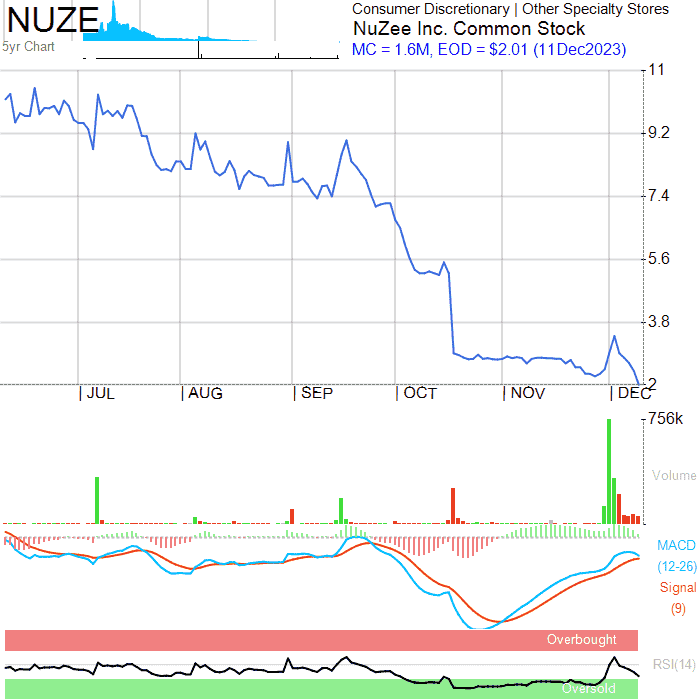 NUZE
5yr Chart
Consumer Discretionary | Other Specialty Stores
NuZee Inc. Common Stock
MC = 1.6M, EOD = $2.01 (11Dec2023)
11
9.2
7.4
5.6
3.8
2
JUL
AUG
SEP
OCT
NOV
DEC
756k
Volume
MACD
(12-26)
Signal
(9)
Overbought
RSI(14)
Oversold